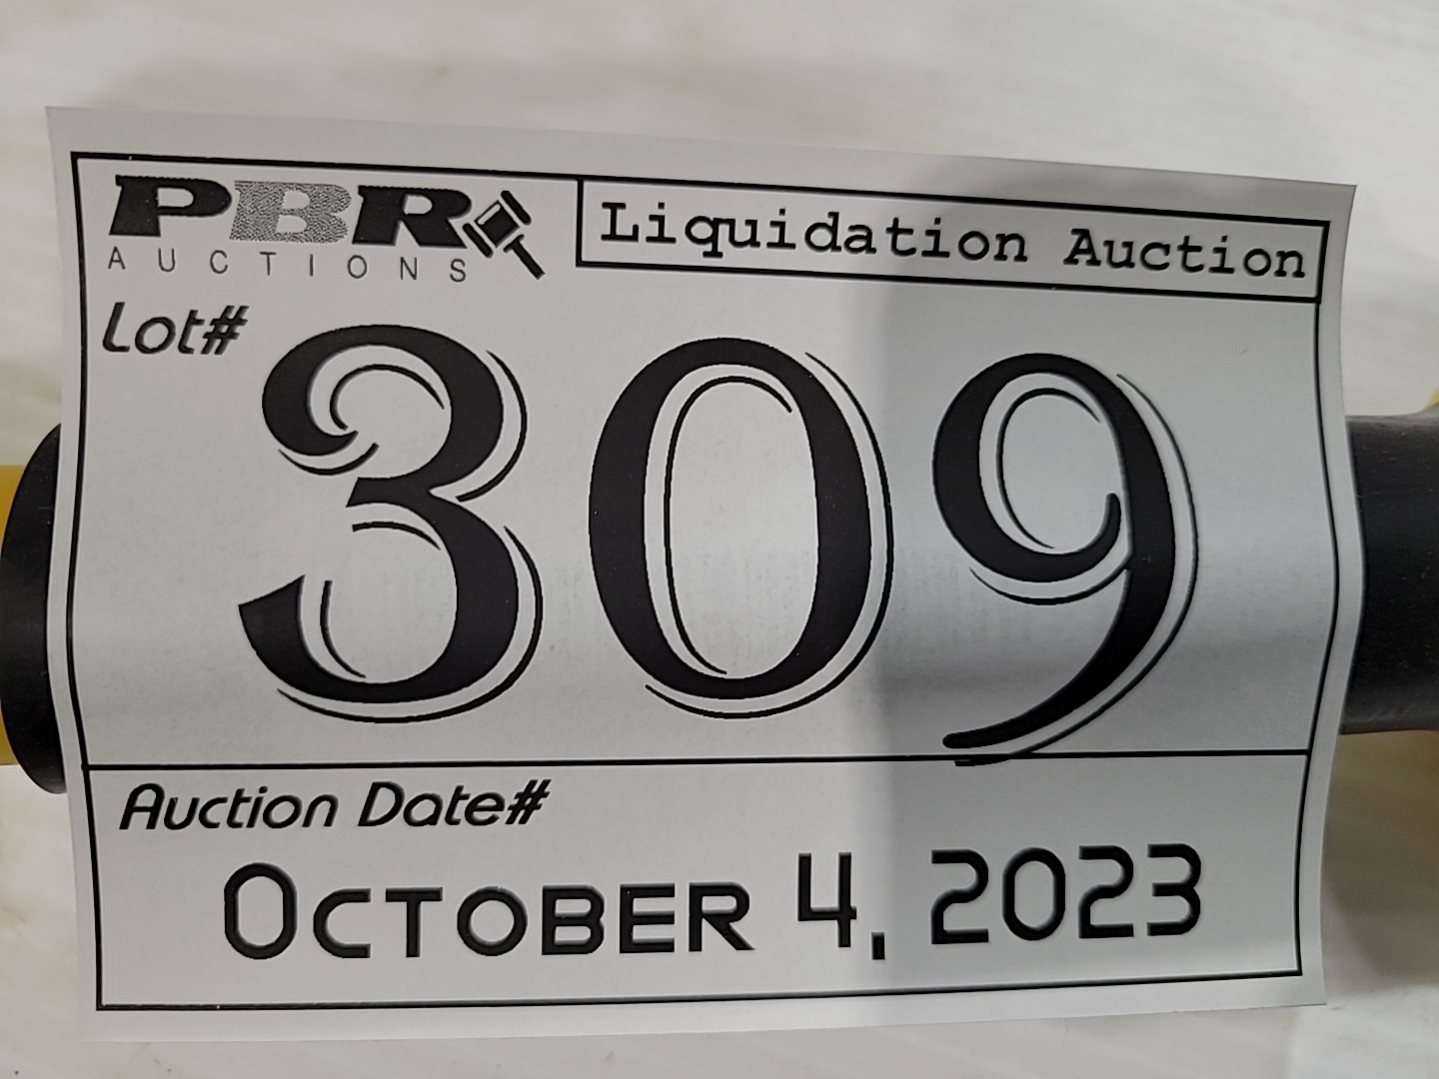 PBR
AUCTIONS
Liquidation Auction
Lot#
309
Auction Date#
OCTOBER 4, 2023